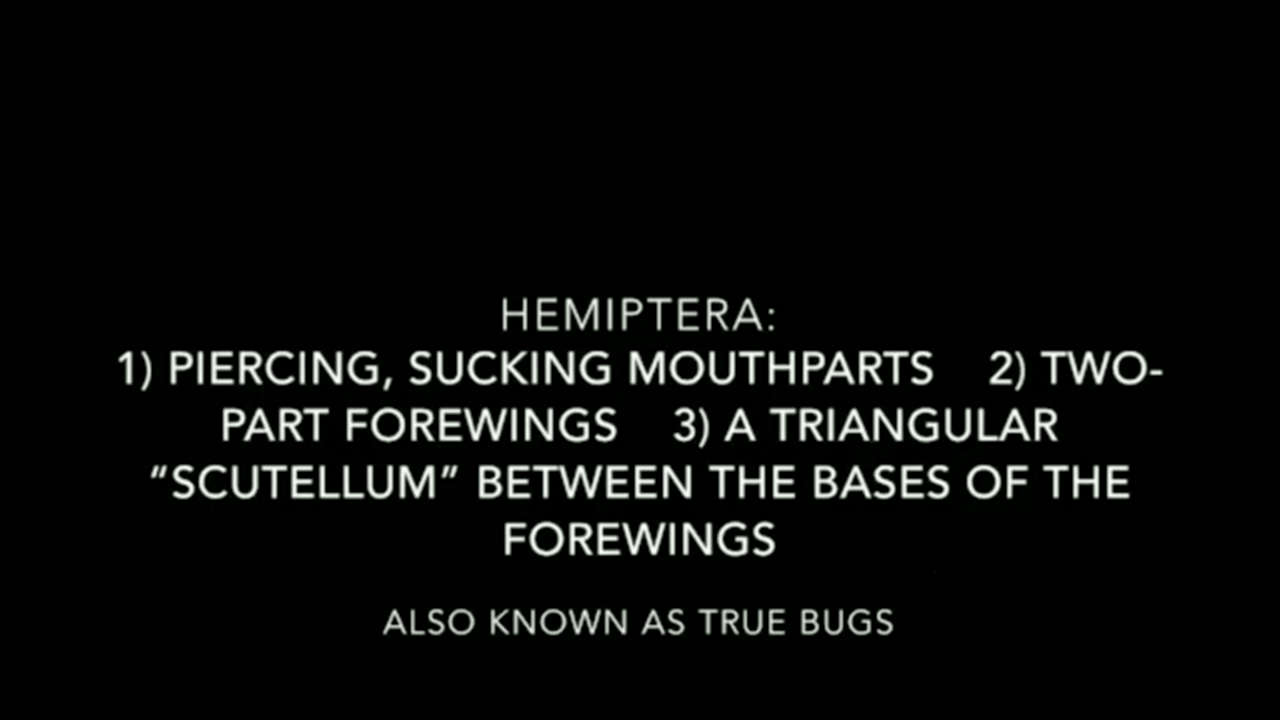 HEMIPTERA:
1) PIERCING, SUCKING MOUTHPARTS 2) TWO-
PART FOREWINGS 3) A TRIANGULAR
“SCUTELLUM” BETWEEN THE BASES OF THE
FOREWINGS
ALSO KNOWN AS TRUE BUGS